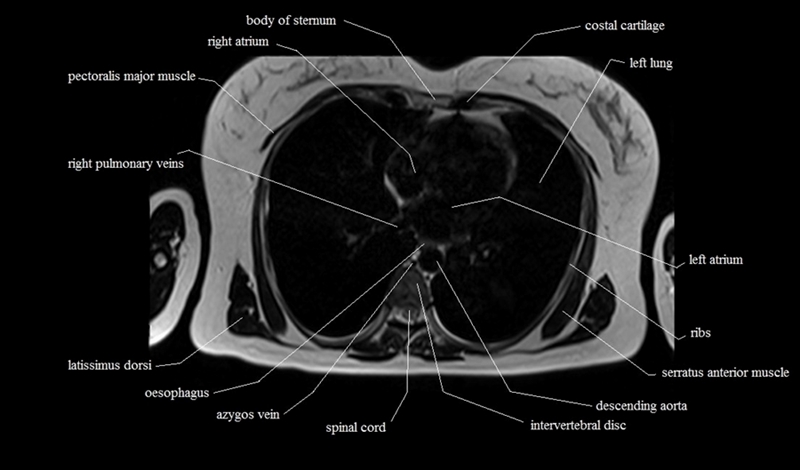 body of sternum
costal cartilage
right atrium
left lung
pectoralis major muscle
right pulmonary veins
left atrium
ribs
latissimus dorsi
serratus anterior muscle
oesophagus
descending aorta
azygos vein
intervertebral disc
spinal cord